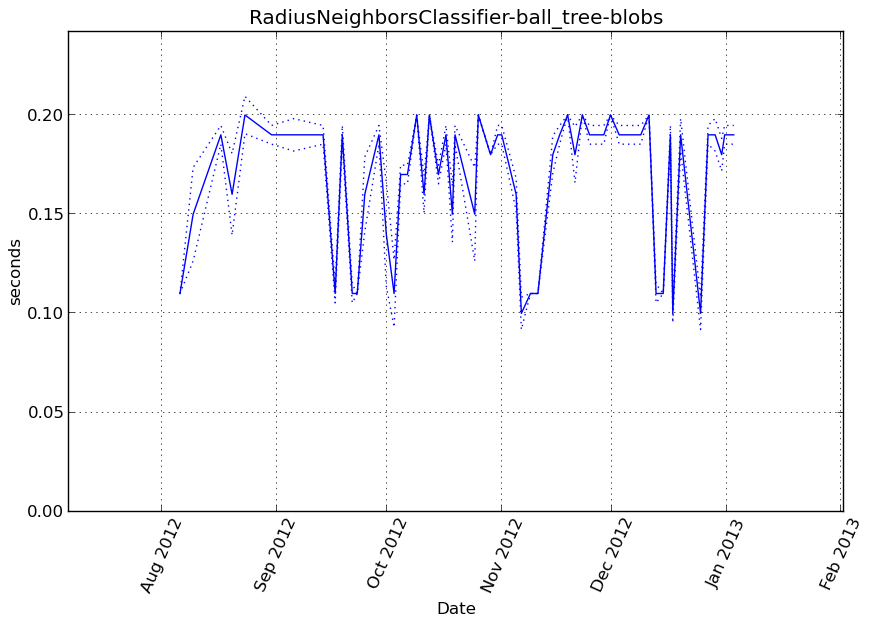 RadiusNeighborsClassifier-ball_tree-blobs
0.20
0.15
0.10
0.05
0.00
seconds
Aug 2012
Sep 2012
Oct 2012
Nov 2012
Dec 2012
Jan 2013
Feb 2013
Date